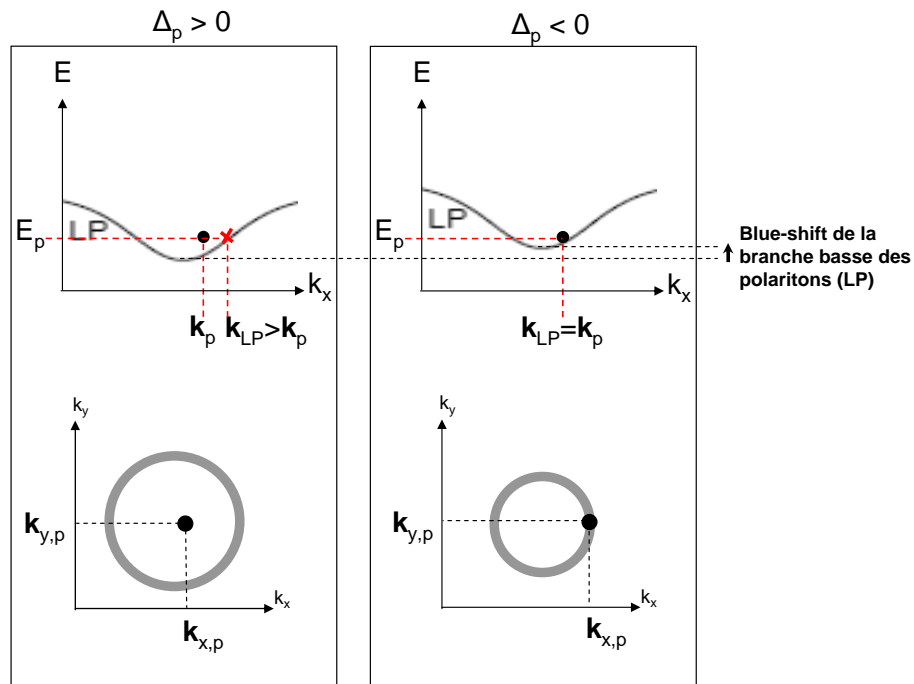 Δp > 0
Δp < 0
E
E
LP
LP
Ep
Ep
Blue-shift de la
branche basse des
polaritons (LP)
kx
kx
kp
kLP>kp
kLP=kp
ky
ky
ky,p
ky,p
kx
kx
kx,p
kx,p